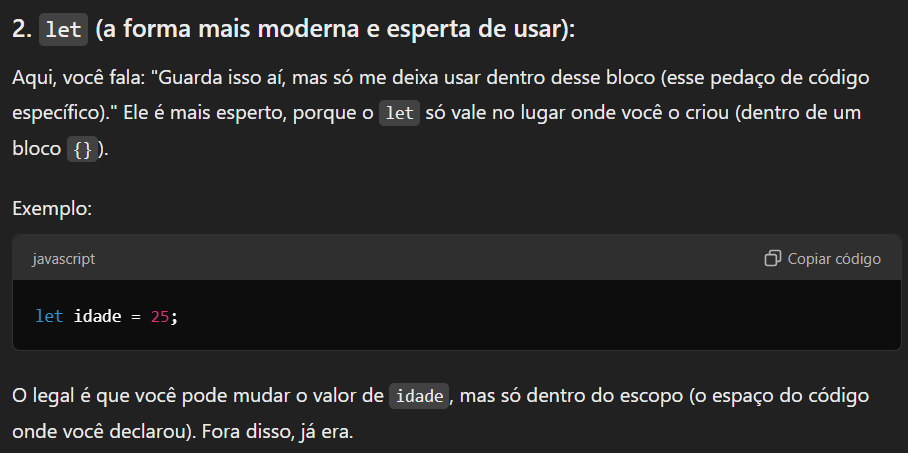 2. let (a forma mais moderna e esperta de usar):
Aqui, você fala: "Guarda isso aí, mas só me deixa usar dentro desse bloco (esse pedaço de código
específico)." Ele é mais esperto, porque o let só vale no lugar onde você o criou (dentro de um
bloco {}).
Exemplo:
javascript Copiar código
let idade = 25;
O legal é que você pode mudar o valor de idade, mas só dentro do escopo (o espaço do código
onde você declarou). Fora disso, já era.